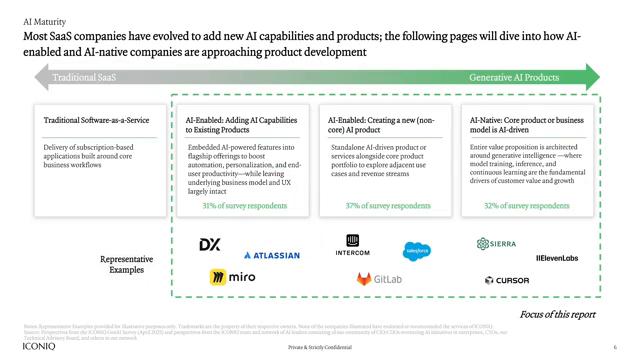 AI Maturity
Most SaaS companies have evolved to add new AI capabilities and products; the following pages will dive into how AI-
enabled and AI-native companies are approaching product development
Traditional SaaS
Generative AI Products
Traditional Software-as-a-Service
Delivery of subscription-based
applications built around core
business workflows
AI-Enabled: Adding AI Capabilities
to Existing Products
Embedded AI-powered features into
flagship offerings to boost
automation, personalization, and end-
user productivity—while leaving
underlying business model and UX
largely intact
31% of survey respondents
AI-Enabled: Creating a new (non-
core) AI product
Standalone AI-driven product or
services alongside core product
portfolio to explore adjacent use
cases and revenue streams
37% of survey respondents
AI-Native: Core product or business
model is AI-driven
Entire value proposition is architected
around generative intelligence—where
model training, inference, and
continuous learning are the fundamental
drivers of customer value and growth
32% of survey respondents
Representative
Examples
DX
ATLASSIAN
miro
INTERCOM
salesforce
GitLab
SIERRA
IIElevenLabs
CURSOR
Focus of this report
Notes: Representative Examples provided for illustrative purposes only. Trademarks are the property of their respective owners. None of the companies illustrated have endorsed or recommended the services of ICONIQ.
Source: Perspectives from the ICONIQ GenAI Survey (April 2025) and perspectives from the ICONIQ team and network of AI leaders consisting of our community of CIO/CDOs overseeing AI initiatives in enterprises, CTOs, our
Technical Advisory Board, and others in our network
ICONIQ
Private & Strictly Confidential
6